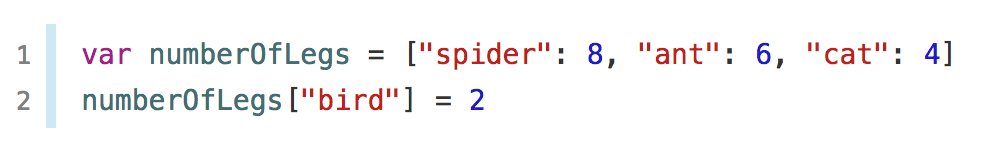 1 var numberOfLegs = ["spider": 8, "ant": 6, "cat": 4]
2 numberOfLegs["bird"] = 2